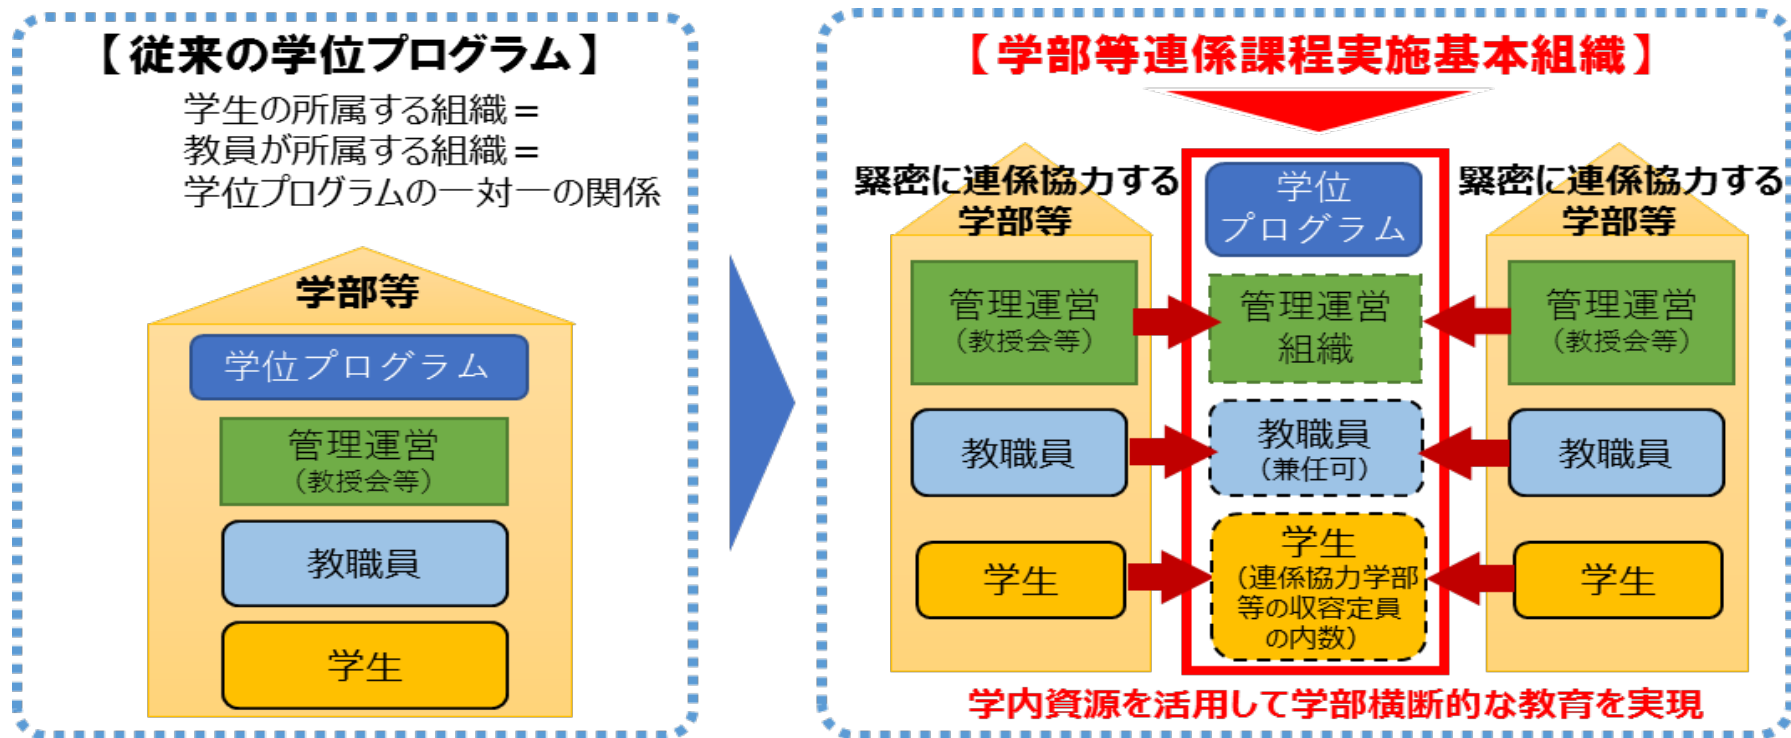 【従来の学位プログラム】
学生の所属する組織＝
教員が所属する組織＝
学位プログラムの一対一の関係
学部等
学位プログラム
管理運営
（教授会等）
教職員
学生
【学部等連係課程実施基本組織】
緊密に連係協力する
学部等
管理運営
（教授会等）
教職員
学生
学位
プログラム
管理運営
組織
教職員
（兼任可）
学生
（連係協力学部
等の収容定員
の内数）
緊密に連係協力する
学部等
管理運営
（教授会等）
教職員
学生
学内資源を活用して学部横断的な教育を実現